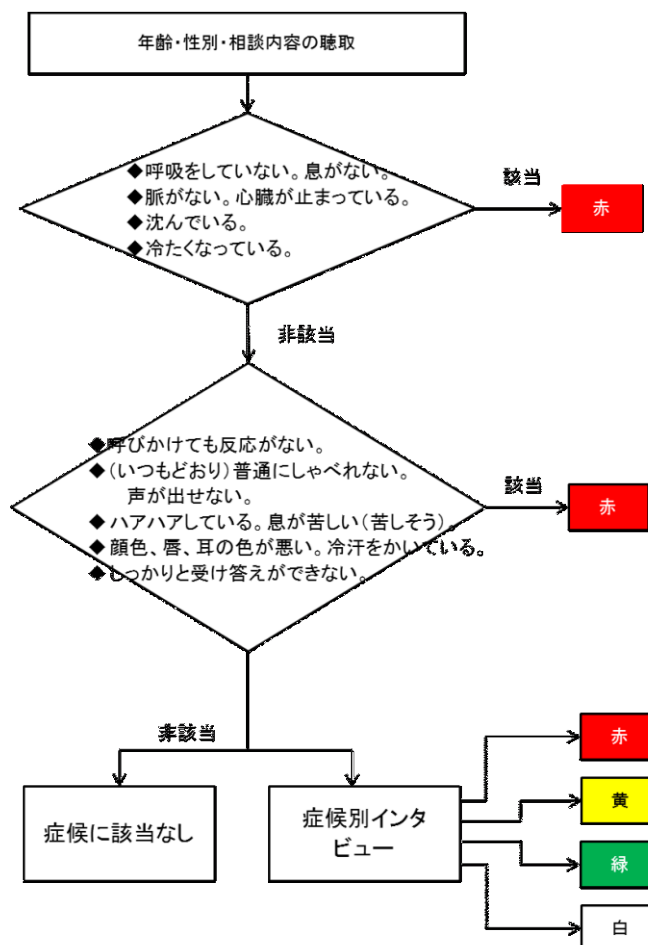 年齢・性別・相談内容の聴取
◆呼吸をしていない。息がない。
◆脈がない。心臓が止まっている。
◆沈んでいる。
◆冷たくなっている。
該当
赤
非該当
◆呼びかけても反応がない。
◆(いつもどおり)普通にしゃべれない。
声が出せない。
◆ハアハアしている。息が苦しい(苦しそう)。
◆顔色、唇、耳の色が悪い。冷汗をかいている。
◆しっかりと受け答えができない。
該当
赤
非該当
症候に該当なし
症候別インタ
ビュー
赤
黄
緑
白